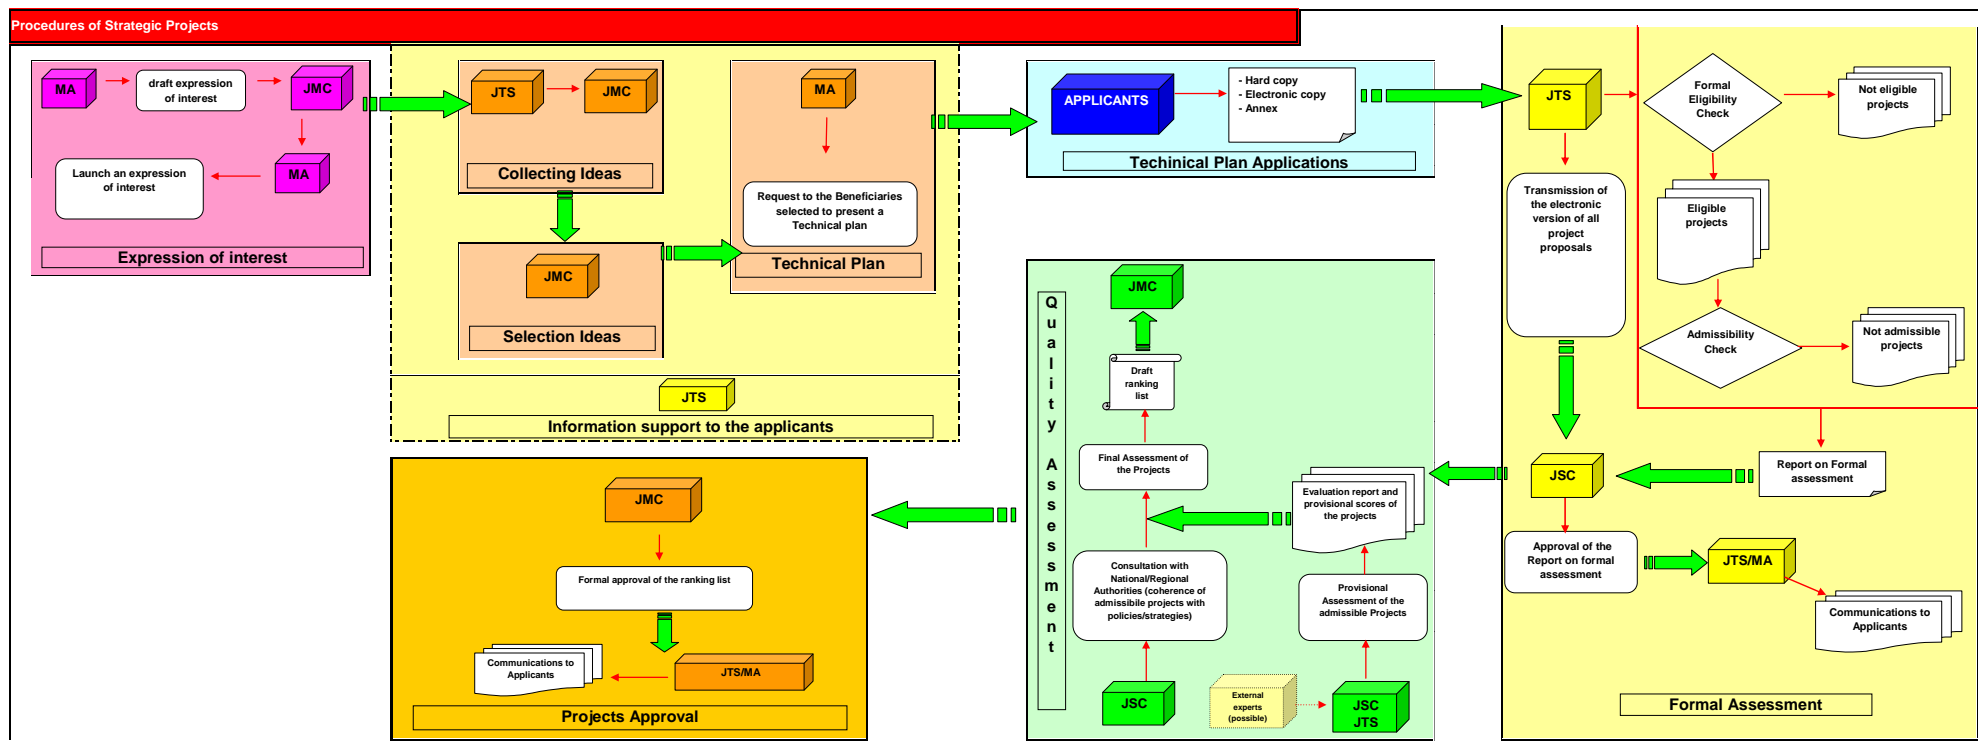 Procedures of Strategic Projects
MA
draft expression
of interest
JMC
Launch an expression
of interest
MA
Expression of interest
JTS
JMC
Collecting Ideas
JMC
Selection Ideas
MA
Request to the Beneficiaries
selected to present a
Technical plan
Technical Plan
JTS
Information support to the applicants
APPLICANTS
- Hard copy
- Electronic copy
- Annex
Techinical Plan Applications
JTS
Formal
Eligibility
Check
Not eligible
projects
Transmission of
the electronic
version of all
project
proposals
Eligible
projects
Admissibility
Check
Not admissible
projects
JSC
Report on Formal
assessment
Approval of the
Report on formal
assessment
JTS/MA
Communications to
Applicants
Formal Assessment
Quality Assessment
JMC
Draft
ranking
list
Final Assessment of
the Projects
Evaluation report and
provisional scores of
the projects
Consultation with
National/Regional
Authorities (coherence of
admissibile projects with
policies/strategies)
Provisional
Assessment of the
admissible Projects
JSC
External
experts
(possible)
JSC
JTS
JMC
Formal approval of the ranking list
Communications to
Applicants
JTS/MA
Projects Approval